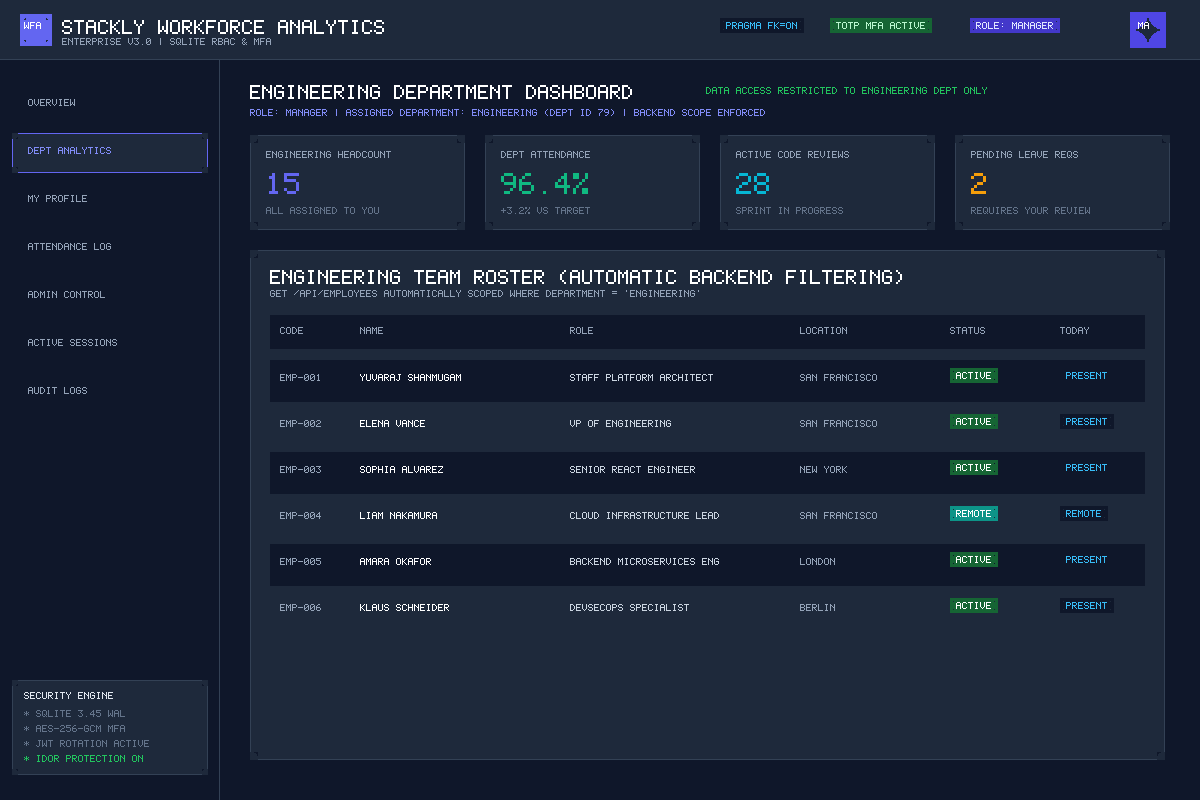 WFA
STACKLY WORKFORCE ANALYTICS
ENTERPRISE V3.0 | SQLITE RBAC & MFA
PRAGMA FK=ON
TOTP MFA ACTIVE
ROLE: MANAGER
MA
OVERVIEW
DEPT ANALYTICS
MY PROFILE
ATTENDANCE LOG
ADMIN CONTROL
ACTIVE SESSIONS
AUDIT LOGS
SECURITY ENGINE
* SQLITE 3.45 WAL
* AES-256-GCM MFA
* JWT ROTATION ACTIVE
* IDOR PROTECTION ON
ENGINEERING DEPARTMENT DASHBOARD
DATA ACCESS RESTRICTED TO ENGINEERING DEPT ONLY
ROLE: MANAGER | ASSIGNED DEPARTMENT: ENGINEERING (DEPT ID 79) | BACKEND SCOPE ENFORCED
ENGINEERING HEADCOUNT
15
ALL ASSIGNED TO YOU
DEPT ATTENDANCE
96.4%
+3.2% VS TARGET
ACTIVE CODE REVIEWS
28
SPRINT IN PROGRESS
PENDING LEAVE REQS
2
REQUIRES YOUR REVIEW
ENGINEERING TEAM ROSTER (AUTOMATIC BACKEND FILTERING)
GET /API/EMPLOYEES AUTOMATICALLY SCOPED WHERE DEPARTMENT = 'ENGINEERING'
CODE NAME ROLE LOCATION STATUS TODAY
EMP-001 YUVARAJ SHANMUGAM STAFF PLATFORM ARCHITECT SAN FRANCISCO ACTIVE PRESENT
EMP-002 ELENA VANCE VP OF ENGINEERING SAN FRANCISCO ACTIVE PRESENT
EMP-003 SOPHIA ALVAREZ SENIOR REACT ENGINEER NEW YORK ACTIVE PRESENT
EMP-004 LIAM NAKAMURA CLOUD INFRASTRUCTURE LEAD SAN FRANCISCO REMOTE REMOTE
EMP-005 AMARA OKAFOR BACKEND MICROSERVICES ENG LONDON ACTIVE PRESENT
EMP-006 KLAUS SCHNEIDER DEVSECOPS SPECIALIST BERLIN ACTIVE PRESENT